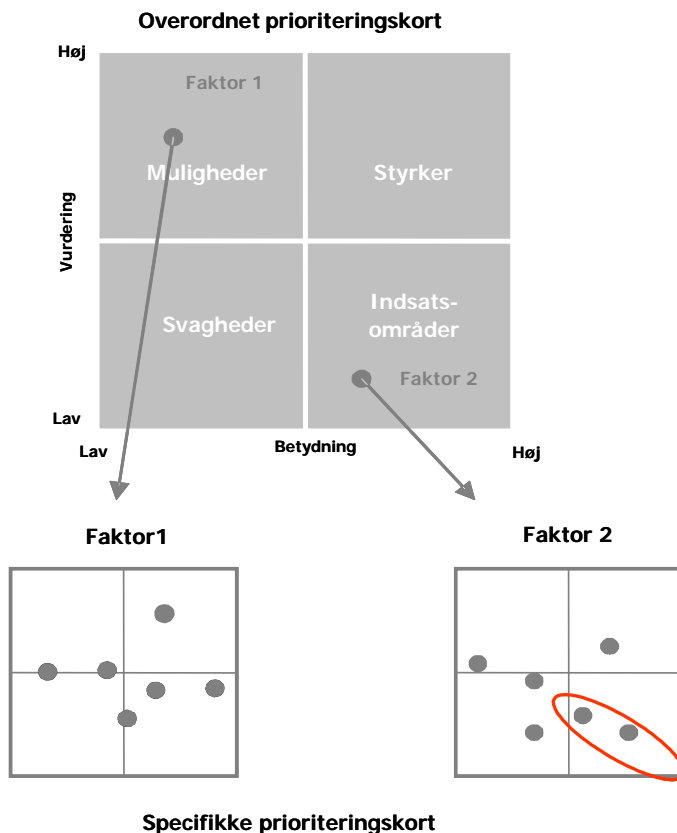 Overordnet prioriteringskort
Høj
Faktor 1
Muligheder
Styrker
Vurdering
Svagheder
Indsats-
områder
Faktor 2
Lav
Lav
Betydning
Høj
Faktor1
Faktor 2
Specifikke prioriteringskort